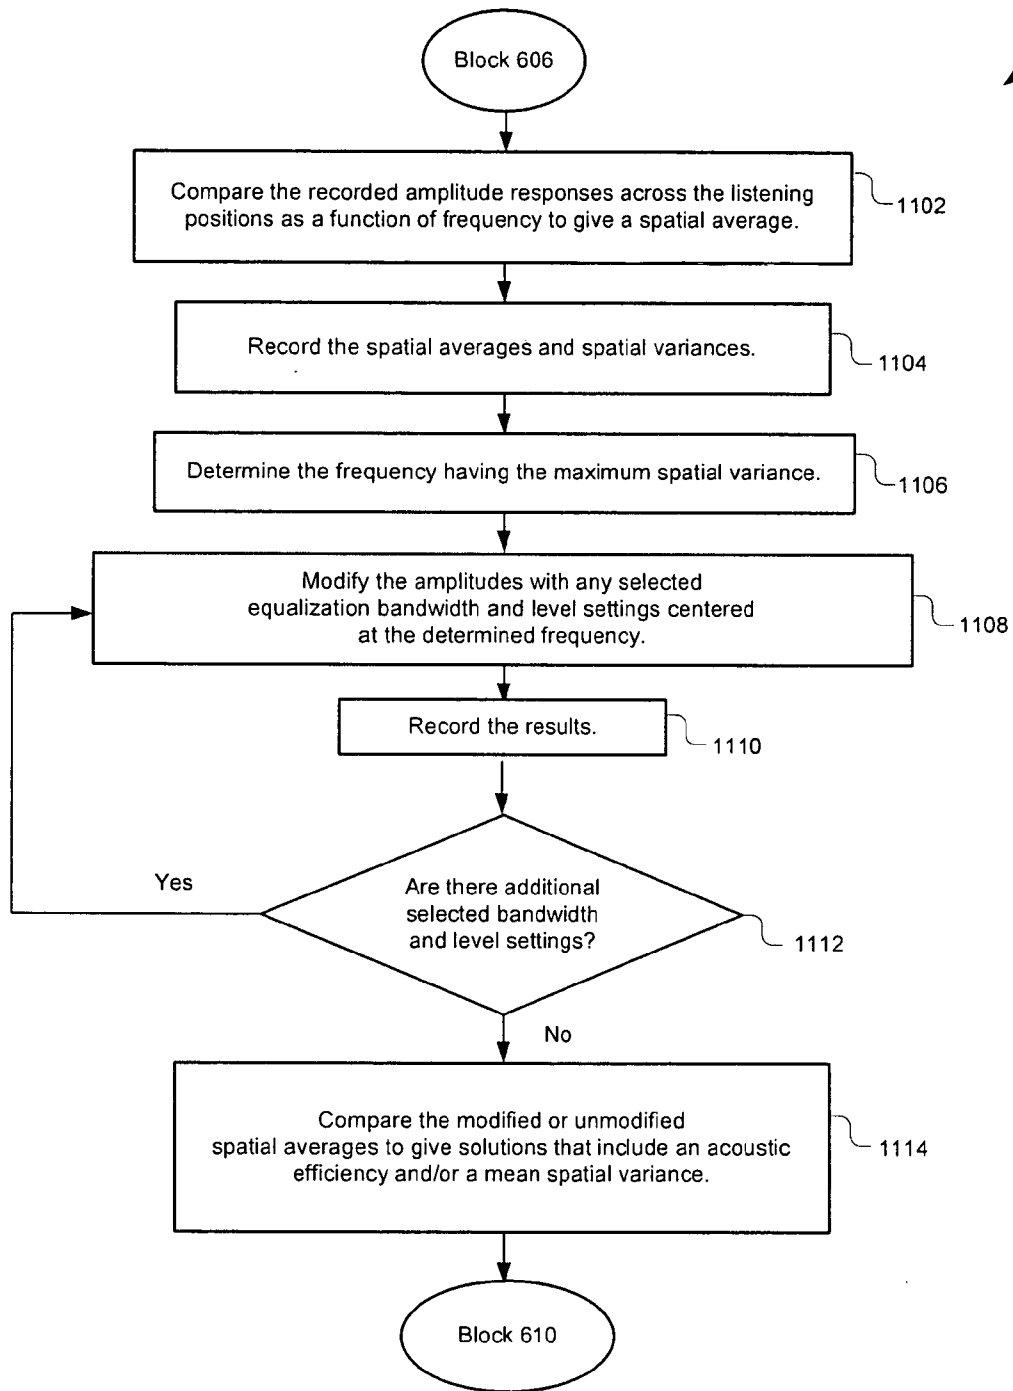 Block 606
Compare the recorded amplitude responses across the listening
positions as a function of frequency to give a spatial average.
1102
Record the spatial averages and spatial variances.
1104
Determine the frequency having the maximum spatial variance.
1106
Modify the amplitudes with any selected
equalization bandwidth and level settings centered
at the determined frequency.
1108
Record the results.
1110
Yes
Are there additional
selected bandwidth
and level settings?
1112
No
Compare the modified or unmodified
spatial averages to give solutions that include an acoustic
efficiency and/or a mean spatial variance.
1114
Block 610